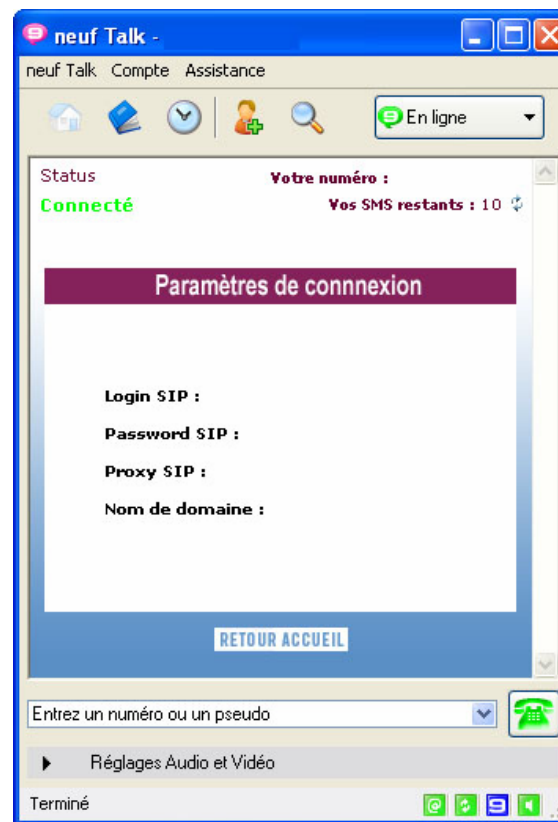 neuf Talk -
neuf Talk Compte Assistance
En ligne
Status Votre numéro :
Connecté Vos SMS restants : 10
Paramètres de connnexion
Login SIP :
Password SIP :
Proxy SIP :
Nom de domaine :
RETOUR ACCUEIL
Entrez un numéro ou un pseudo
Réglages Audio et Vidéo
Terminé